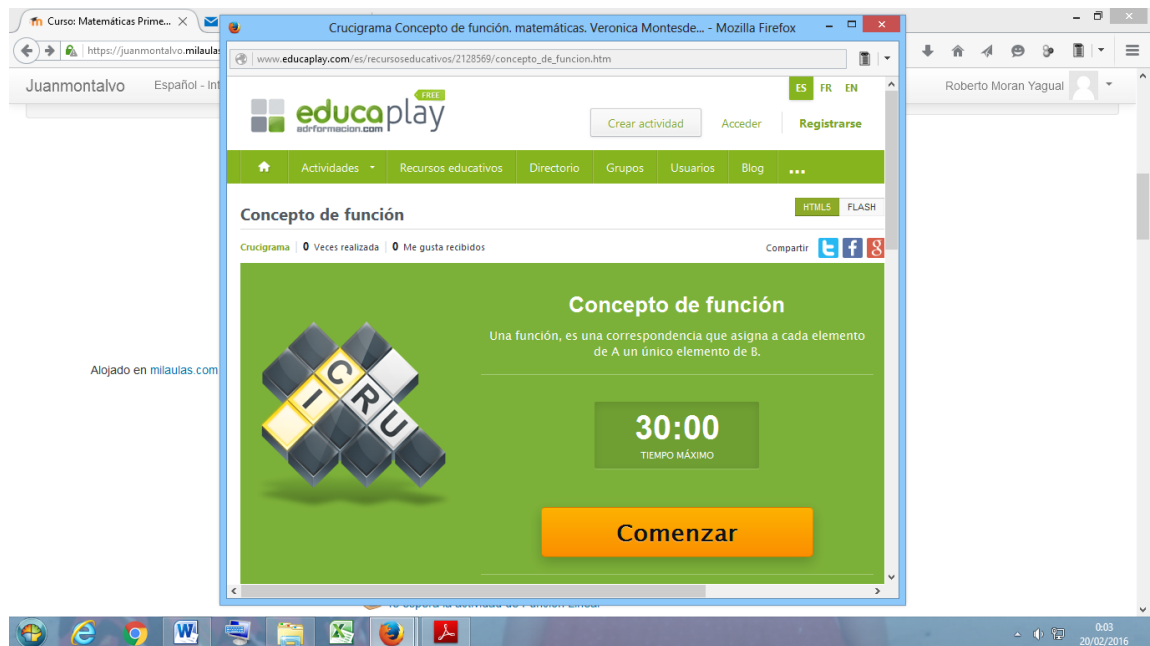 Curso: Matemáticas Prime...
Crucigrama Concepto de función. matemáticas. Veronica Montesde... - Mozilla Firefox
https://juanmontalvo.milaulas
www.educaplay.com/es/recursoseducativos/2128569/concepto_de_funcion.htm
Juanmontalvo
Español - Int
Roberto Moran Yagual
FREE
educaplay
adrformacion.com
ES FR EN
Crear actividad
Acceder
Registrarse
Actividades
Recursos educativos
Directorio
Grupos
Usuarios
Blog
...
Concepto de función
HTML5 FLASH
Crucigrama | 0 Veces realizada | 0 Me gusta recibidos
Compartir
Concepto de función
Una función, es una correspondencia que asigna a cada elemento
de A un único elemento de B.
C
I R
U
30:00
TIEMPO MÁXIMO
Comenzar
Alojado en milaulas.com
0:03
20/02/2016